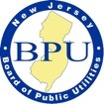 New Jersey
BPU
Board of Public Utilities